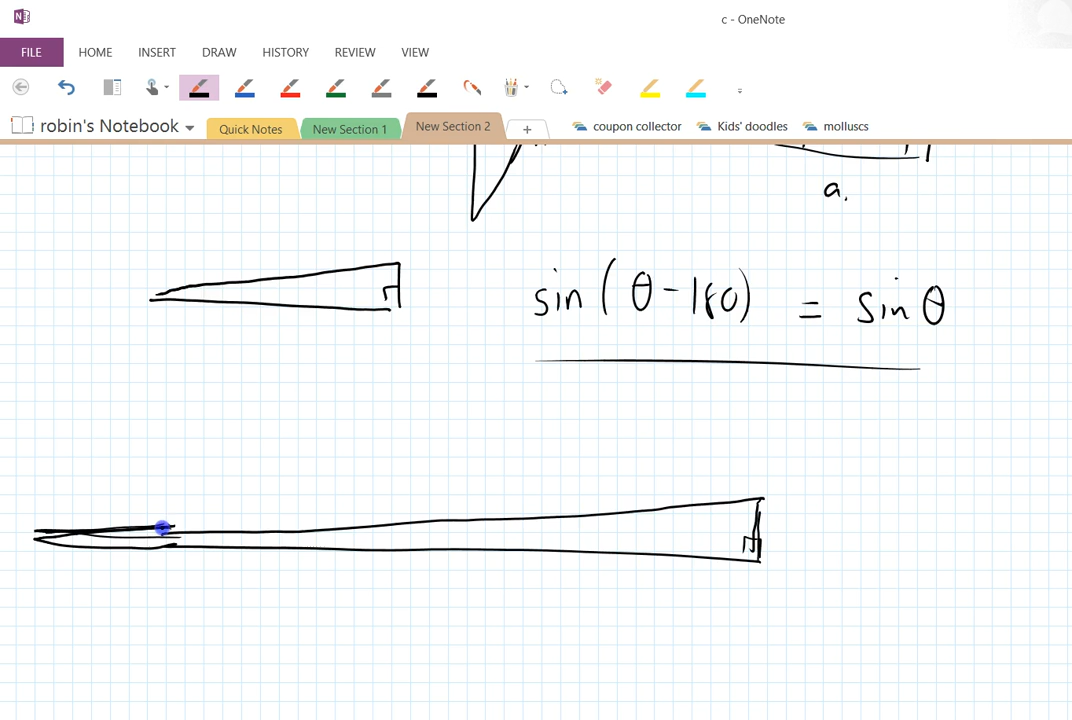 c - OneNote
FILE HOME INSERT DRAW HISTORY REVIEW VIEW
robin's Notebook Quick Notes New Section 1 New Section 2 + coupon collector Kids' doodles molluscs
a.
sin(θ-180) = sinθ